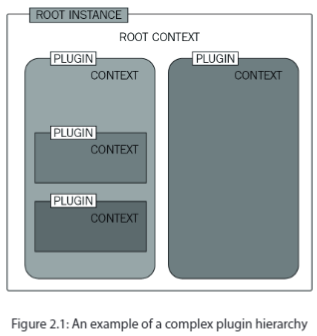 ROOT INSTANCE
ROOT CONTEXT
PLUGIN
CONTEXT
PLUGIN
CONTEXT
PLUGIN
CONTEXT
PLUGIN
CONTEXT
Figure 2.1: An example of a complex plugin hierarchy